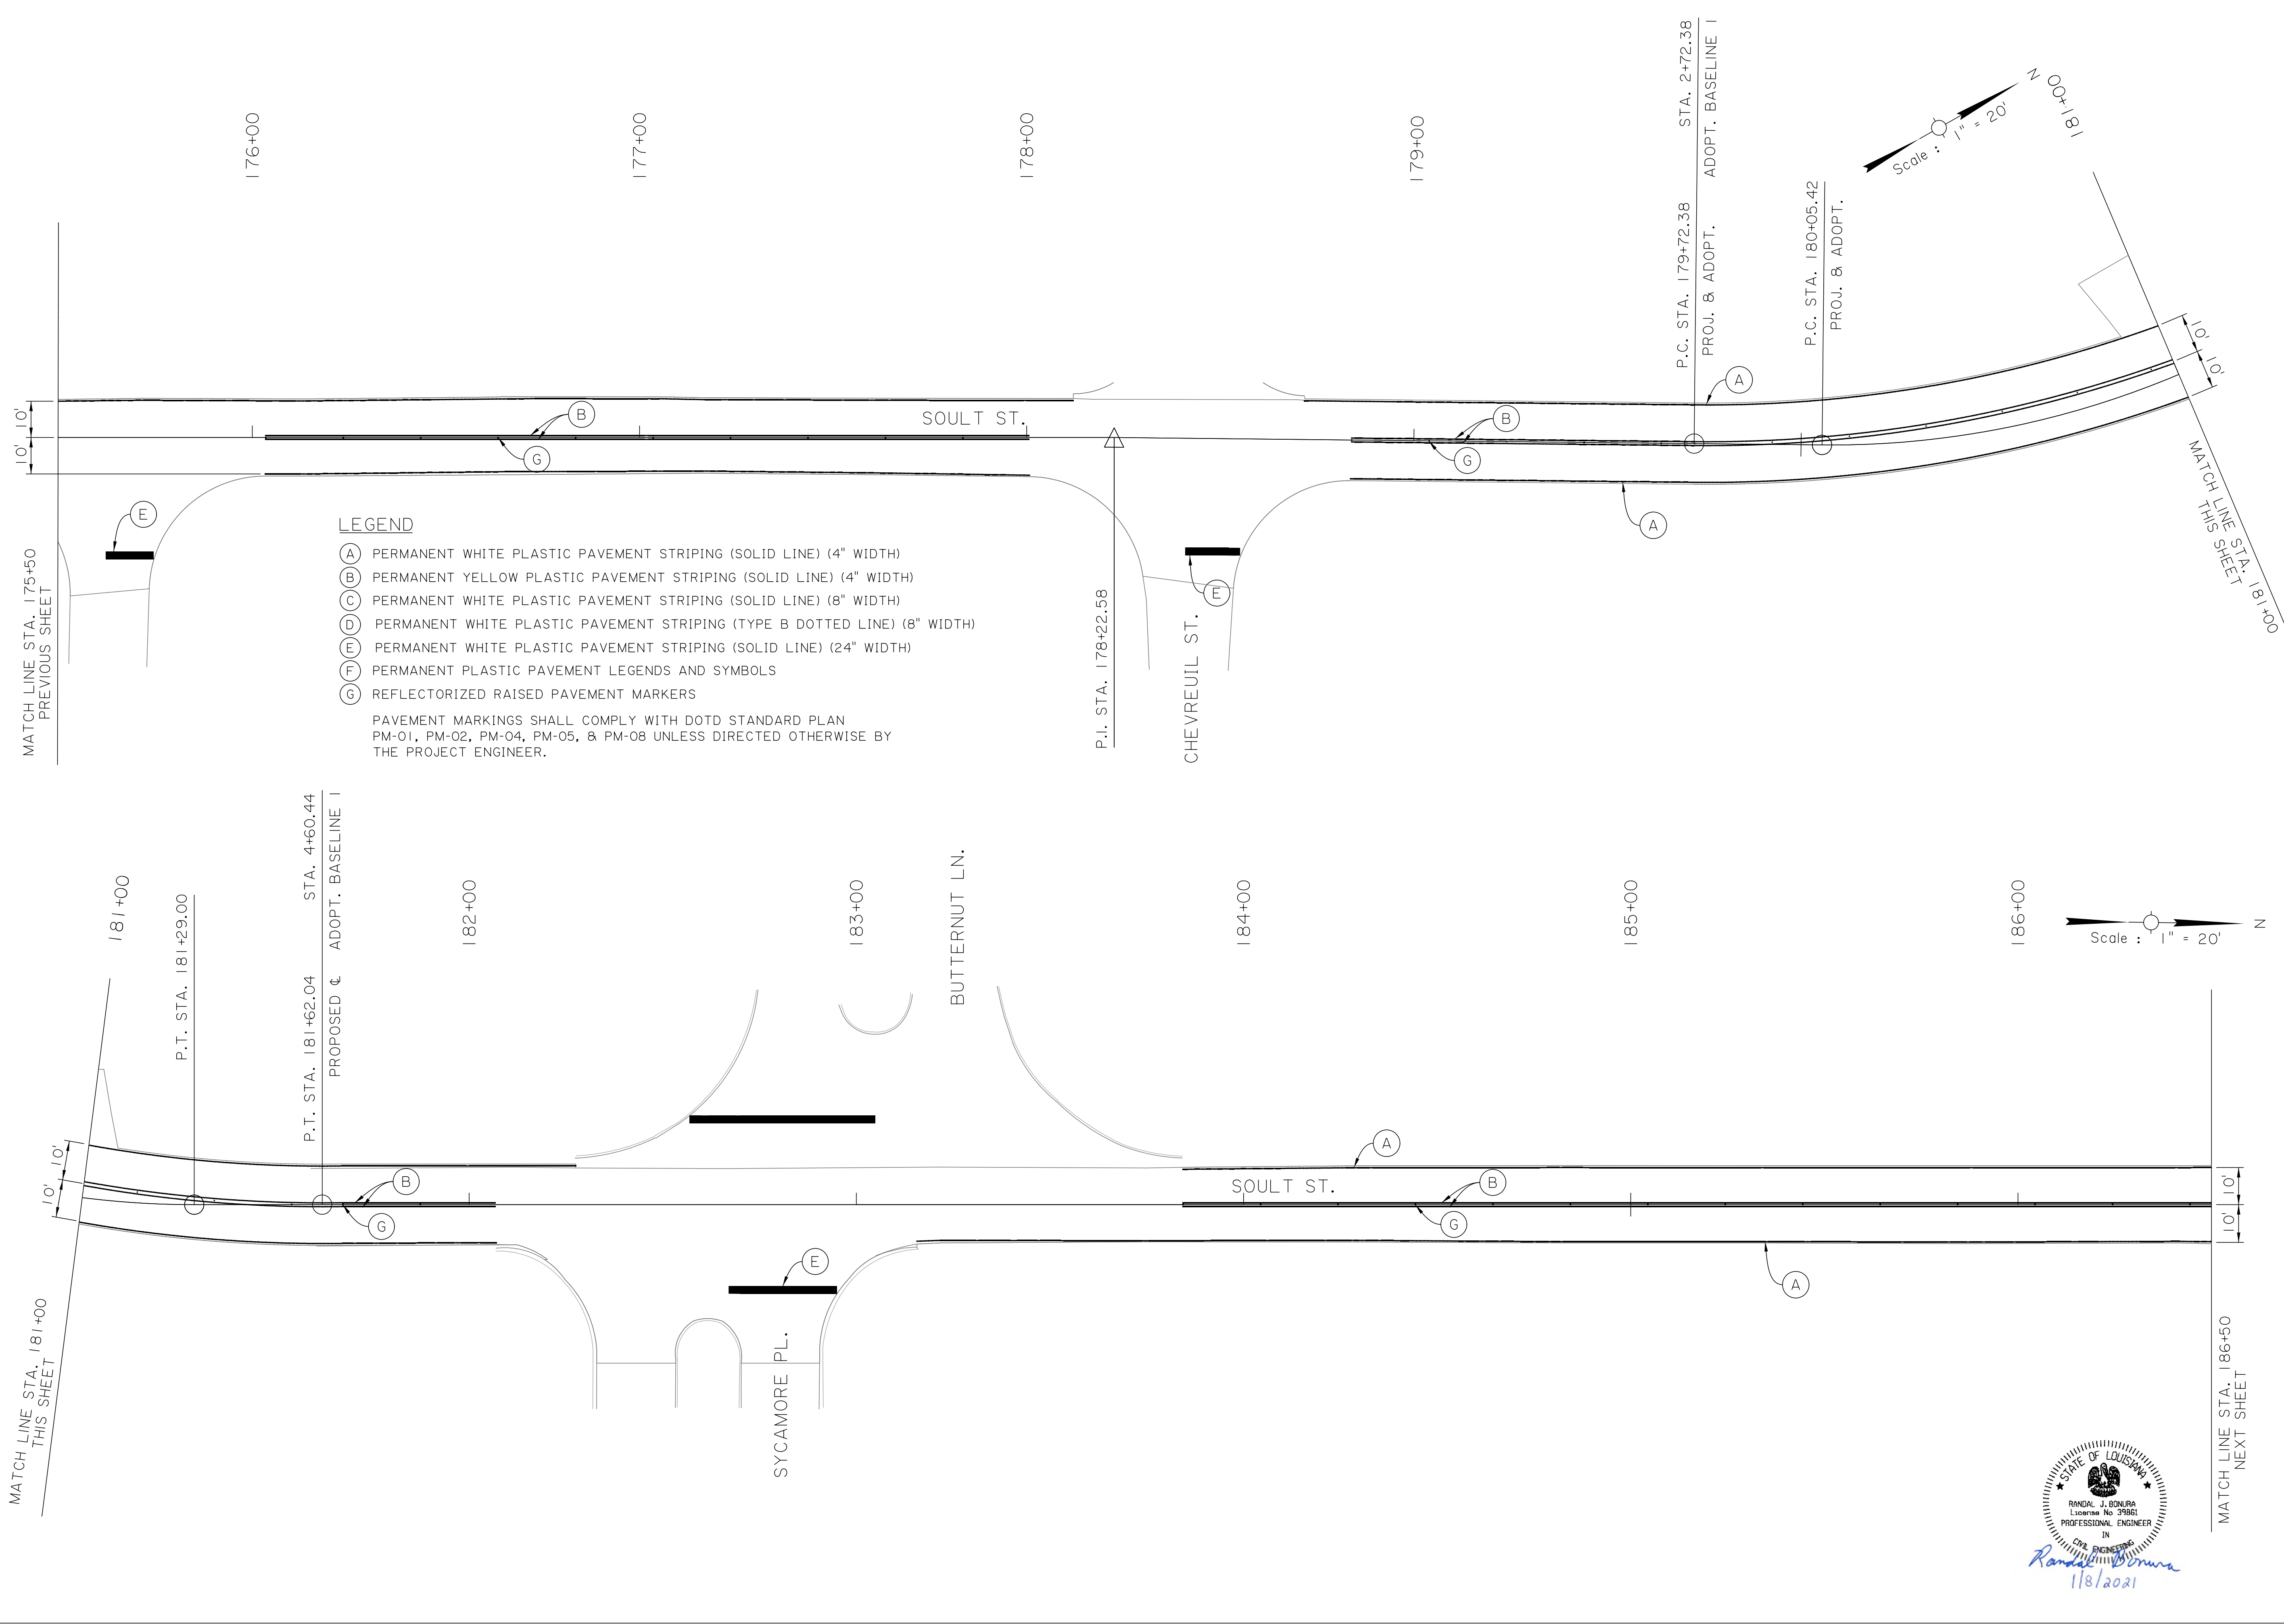 176+00
177+00
178+00
179+00
P.C. STA. 179+72.38 STA. 2+72.38
PROJ. & ADOPT. ADOPT. BASELINE 1
P.C. STA. 180+05.42
PROJ. & ADOPT.
N
Scale : 1" = 20'
181+00
10'
10'
10'
10'
SOULT ST.
B
G
B
G
A
A
E
E
MATCH LINE STA. 175+50
PREVIOUS SHEET
LEGEND
A PERMANENT WHITE PLASTIC PAVEMENT STRIPING (SOLID LINE) (4" WIDTH)
B PERMANENT YELLOW PLASTIC PAVEMENT STRIPING (SOLID LINE) (4" WIDTH)
C PERMANENT WHITE PLASTIC PAVEMENT STRIPING (SOLID LINE) (8" WIDTH)
D PERMANENT WHITE PLASTIC PAVEMENT STRIPING (TYPE B DOTTED LINE) (8" WIDTH)
E PERMANENT WHITE PLASTIC PAVEMENT STRIPING (SOLID LINE) (24" WIDTH)
F PERMANENT PLASTIC PAVEMENT LEGENDS AND SYMBOLS
G REFLECTORIZED RAISED PAVEMENT MARKERS
PAVEMENT MARKINGS SHALL COMPLY WITH DOTD STANDARD PLAN
PM-01, PM-02, PM-04, PM-05, & PM-08 UNLESS DIRECTED OTHERWISE BY
THE PROJECT ENGINEER.
P.I. STA. 178+22.58
CHEVREUIL ST.
MATCH LINE STA. 181+00
THIS SHEET
181+00
P.T. STA. 181+29.00
P.T. STA. 181+62.04 STA. 4+60.44
PROPOSED ℄ ADOPT. BASELINE 1
182+00
183+00
BUTTERNUT LN.
184+00
185+00
186+00
N
Scale : 1" = 20'
10'
10'
B
G
E
A
SOULT ST.
B
G
A
10'
10'
MATCH LINE STA. 181+00
THIS SHEET
SYCAMORE PL.
MATCH LINE STA. 186+50
NEXT SHEET
STATE OF LOUISIANA
RANDAL J. BONURA
License No 39861
PROFESSIONAL ENGINEER
IN
CIVIL ENGINEERING
Randal Bonura
1/8/2021